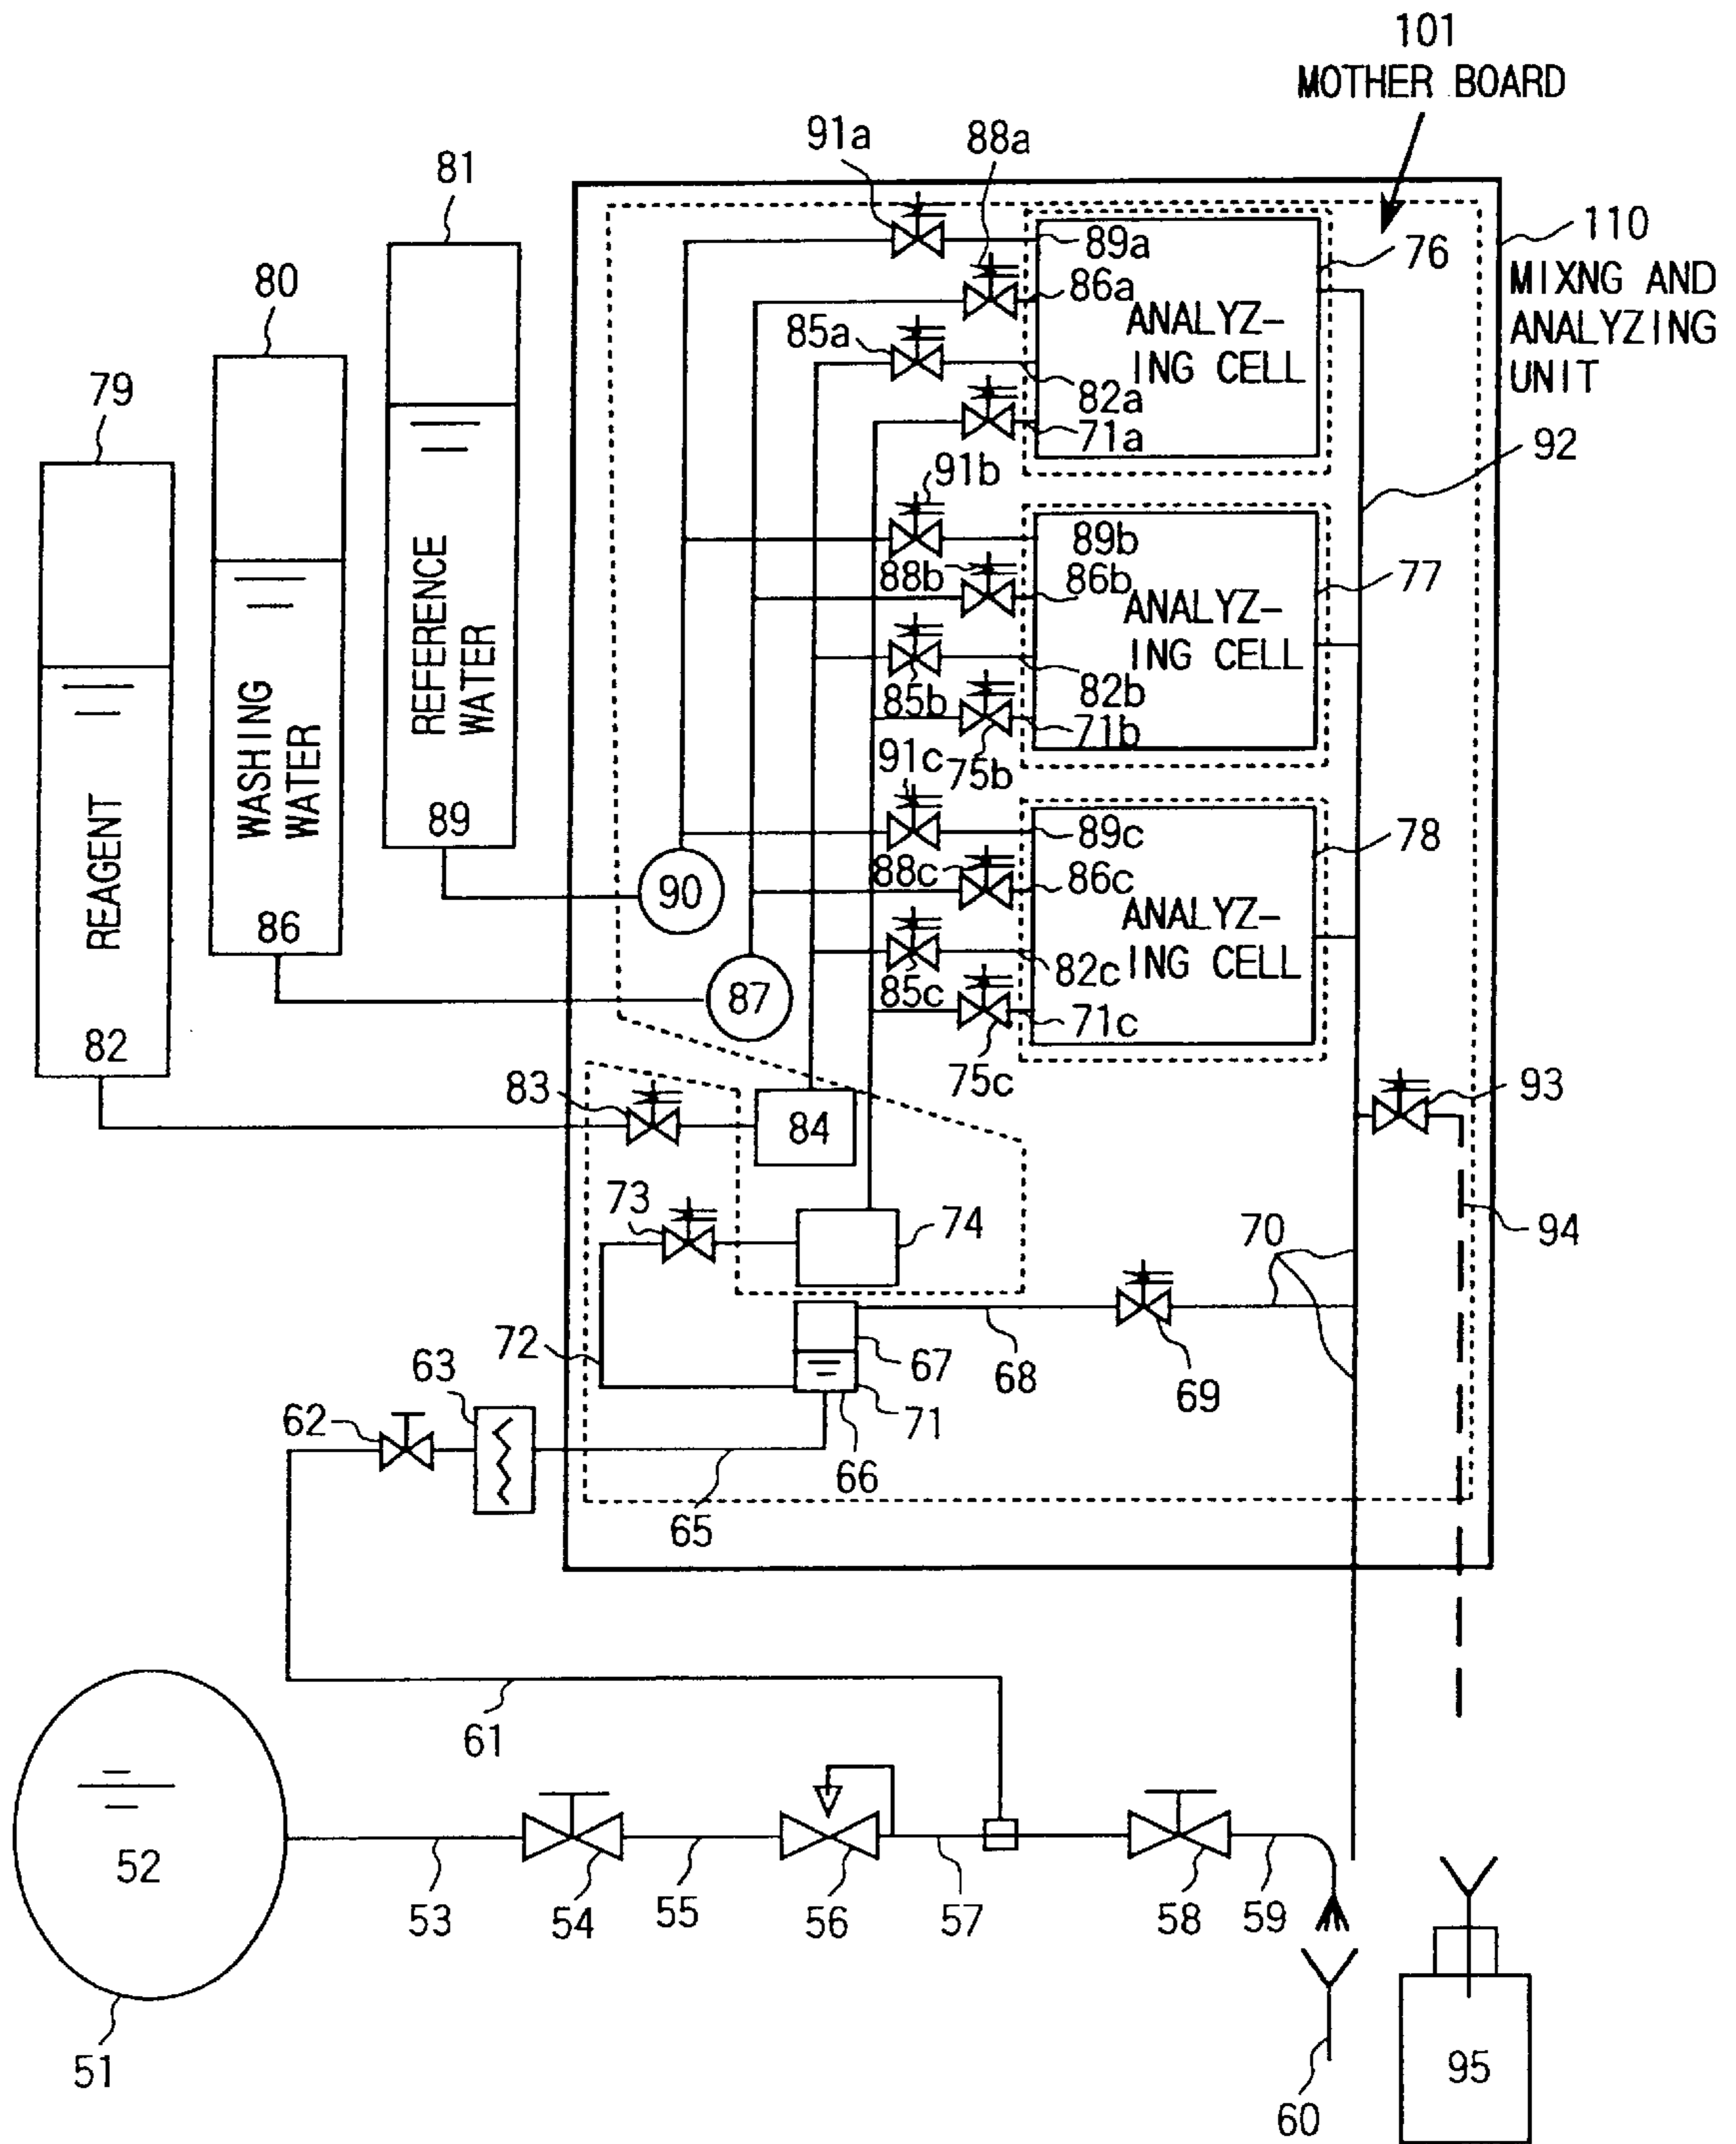 101
MOTHER BOARD
91a
88a
81
110
MIXNG AND
ANALYZING
UNIT
89a
76
80
86a
ANALYZ-
ING CELL
85a
79
82a
71a
92
91b
89b
REFERENCE
WATER
88b
86b
77
ANALYZ-
ING CELL
WASHING
WATER
85b
82b
71b
91c
75b
REAGENT
89
89c
78
88c
86c
90
ANALYZ-
ING CELL
86
82c
87
85c
71c
82
75c
83
93
84
73
74
70
94
72
67
68
63
69
62
71
66
65
61
52
53
54
55
56
57
58
59
51
95
60